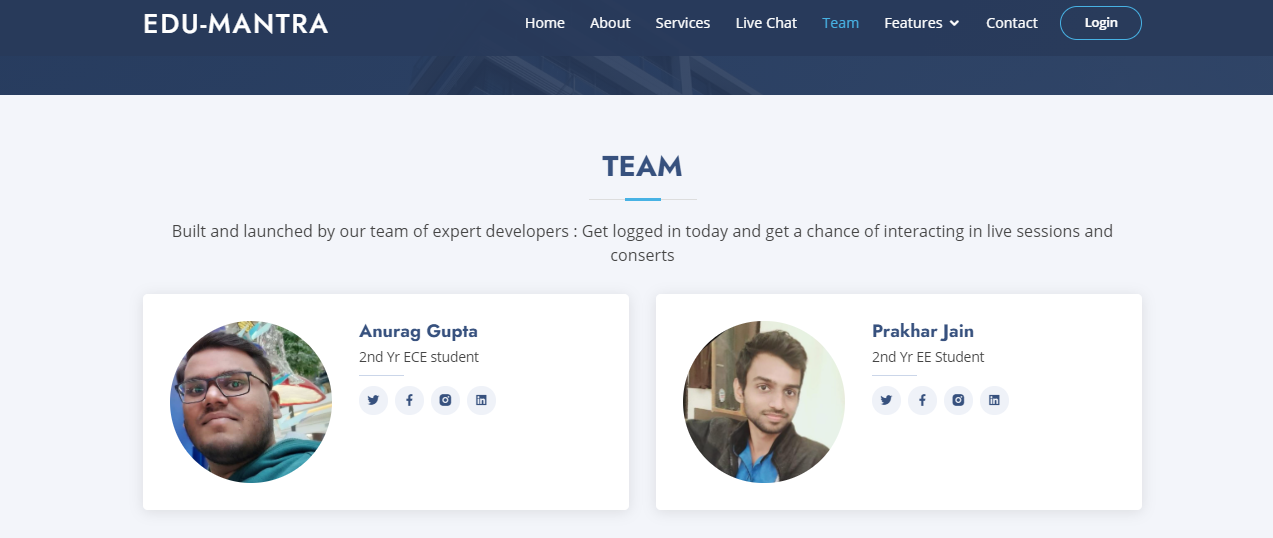 EDU-MANTRA
Home About Services Live Chat Team Features Contact Login
TEAM
Built and launched by our team of expert developers : Get logged in today and get a chance of interacting in live sessions and
conserts
Anurag Gupta
2nd Yr ECE student
Prakhar Jain
2nd Yr EE Student